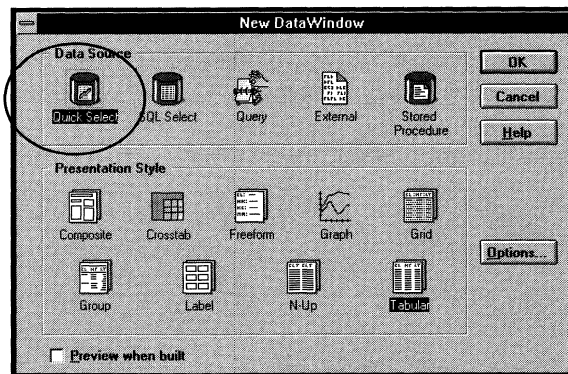 New DataWindow
Data Source
Quick Select
SQL Select
Query
External
Stored Procedure
OK
Cancel
Help
Presentation Style
Composite
Crosstab
Freeform
Graph
Grid
Options...
Group
Label
N-Up
Tabular
Preview when built